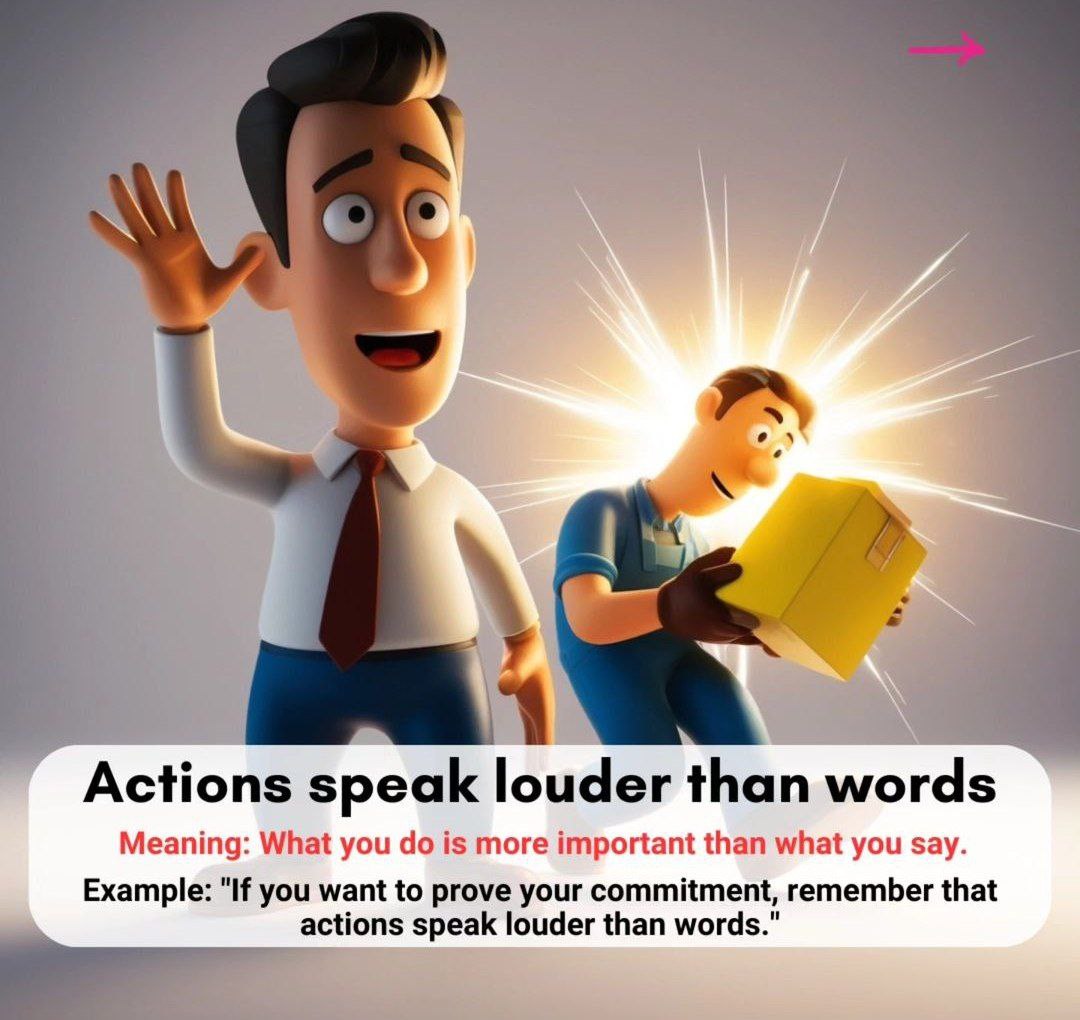 Actions speak louder than words
Meaning: What you do is more important than what you say.
Example: "If you want to prove your commitment, remember that
actions speak louder than words."